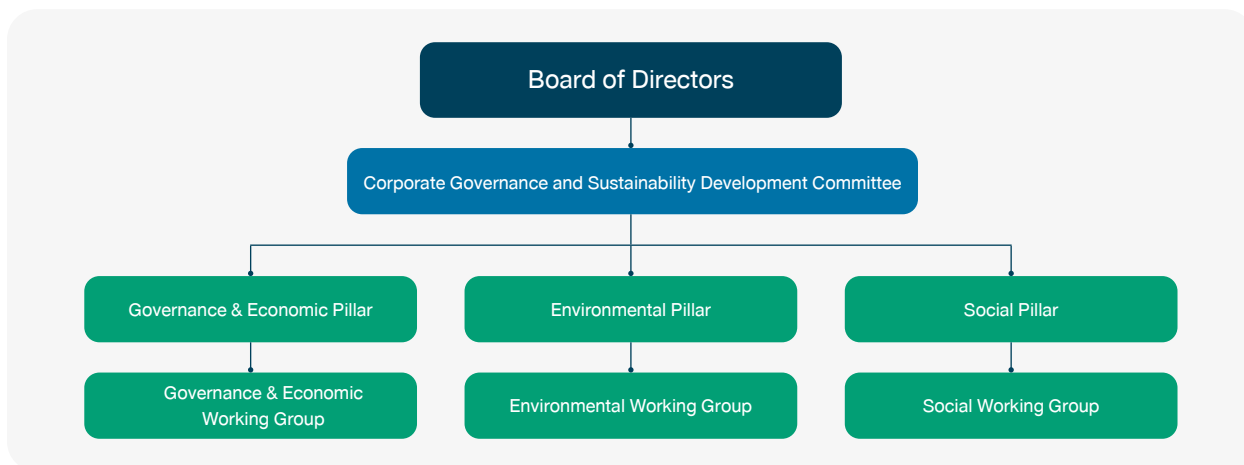 Board of Directors
Corporate Governance and Sustainability Development Committee
Governance & Economic Pillar
Environmental Pillar
Social Pillar
Governance & Economic
Working Group
Environmental Working Group
Social Working Group